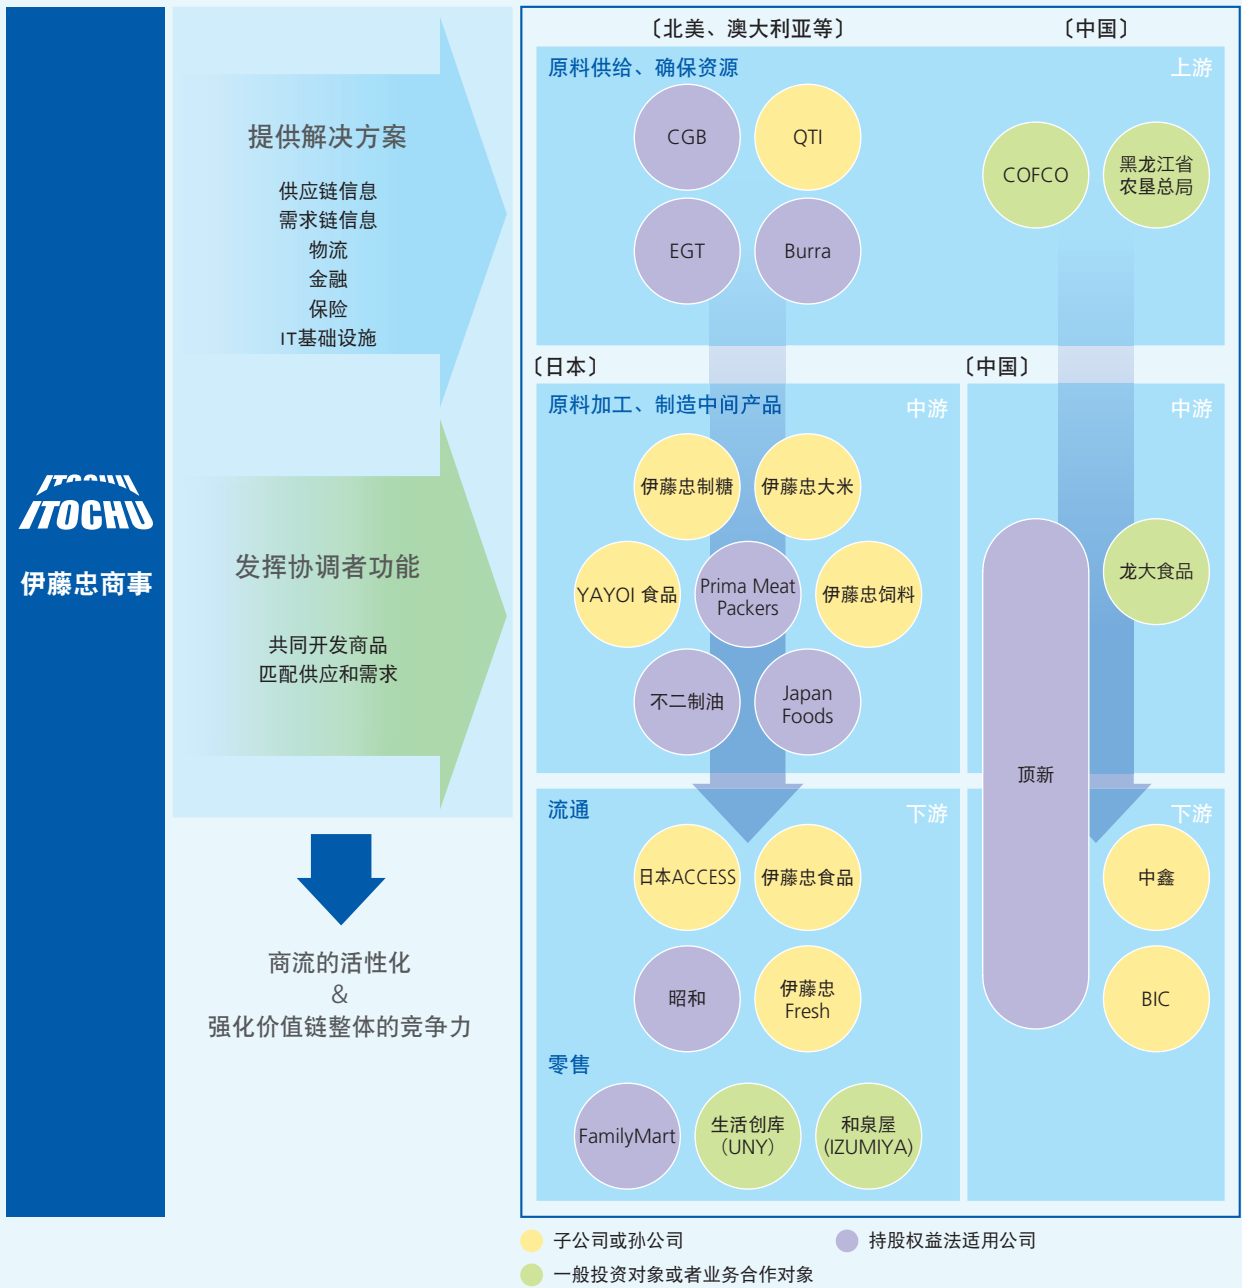 ITOCHU
伊藤忠商事
提供解决方案
供应链信息
需求链信息
物流
金融
保险
IT基础设施
发挥协调者功能
共同开发商品
匹配供应和需求
商流的活性化
&
强化价值链整体的竞争力
〔北美、澳大利亚等〕
〔中国〕
原料供给、确保资源
上游
CGB
QTI
COFCO
黑龙江省
农垦总局
EGT
Burra
〔日本〕
〔中国〕
原料加工、制造中间产品
中游
中游
伊藤忠制糖
伊藤忠大米
YAYOI 食品
Prima Meat
Packers
伊藤忠饲料
龙大食品
不二制油
Japan
Foods
顶新
流通
下游
下游
日本ACCESS
伊藤忠食品
中鑫
昭和
伊藤忠
Fresh
BIC
零售
FamilyMart
生活创库
（UNY）
和泉屋
(IZUMIYA)
子公司或孙公司
持股权益法适用公司
一般投资对象或者业务合作对象